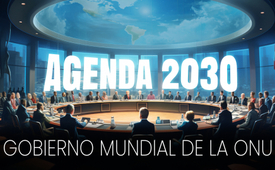 AGENDA 2030
GOBIERNO MUNDIAL DE LA ONU